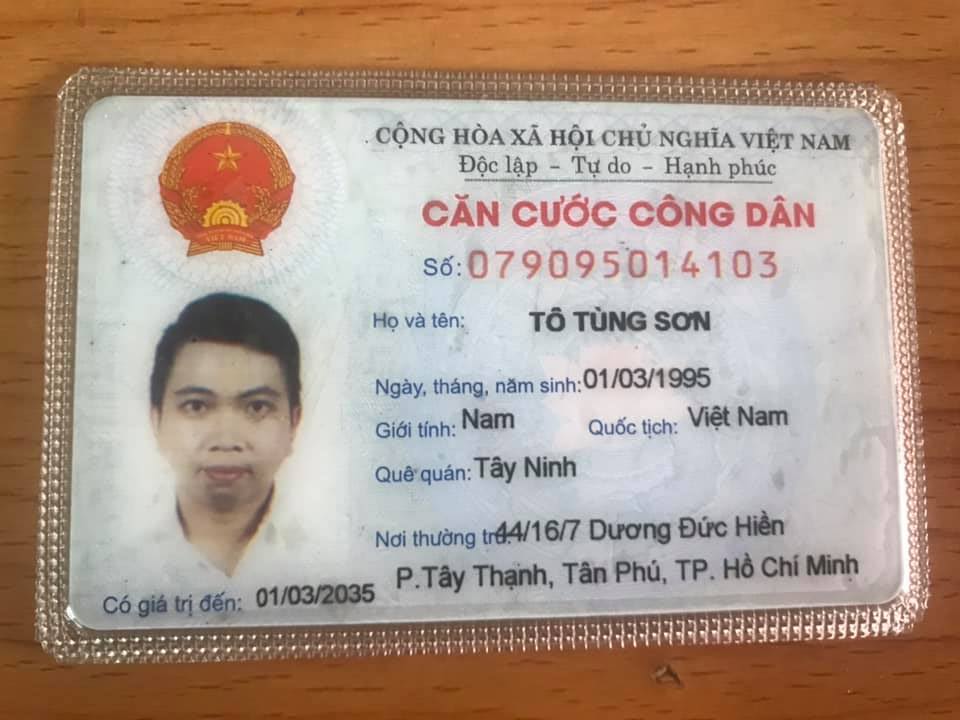 CỘNG HÒA XÃ HỘI CHỦ NGHĨA VIỆT NAM
Độc lập - Tự do - Hạnh phúc
CĂN CƯỚC CÔNG DÂN
Số: 079095014103
VIỆT NAM
Họ và tên: TÔ TÙNG SƠN
Ngày, tháng, năm sinh: 01/03/1995
Giới tính: Nam Quốc tịch: Việt Nam
Quê quán: Tây Ninh
Nơi thường trú: 44/16/7 Dương Đức Hiền
P.Tây Thạnh, Tân Phú, TP. Hồ Chí Minh
Có giá trị đến: 01/03/2035